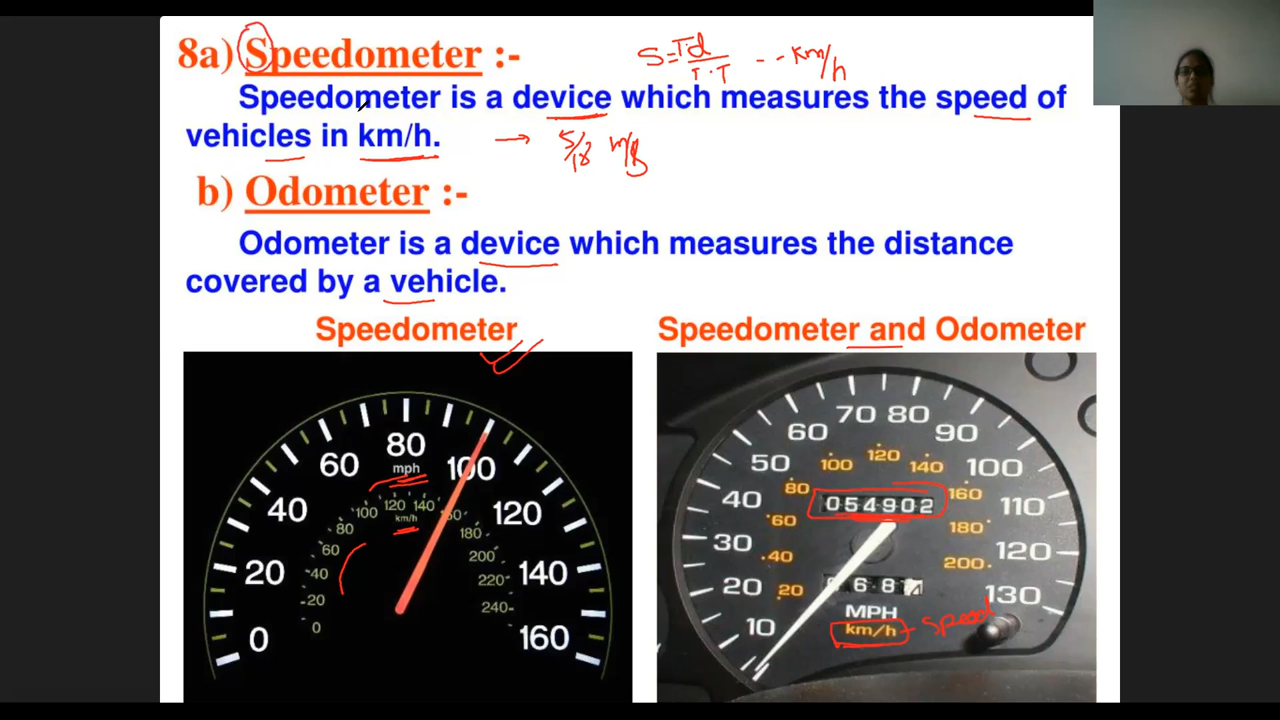 8a) Speedometer :-
S = T.d / T.T - - km/h
Speedometer is a device which measures the speed of
vehicles in km/h. → 5/18 m/s
b) Odometer :-
Odometer is a device which measures the distance
covered by a vehicle.
Speedometer
0 20 40 60 80 100 120 140 160
mph
0 20 40 60 80 100 120 140 160 180 200 220 240
km/h
Speedometer and Odometer
10 20 30 40 50 60 70 80 90 100 110 120 130
20 40 60 80 100 120 140 160 180 200
054902
68
MPH
km/h - speed